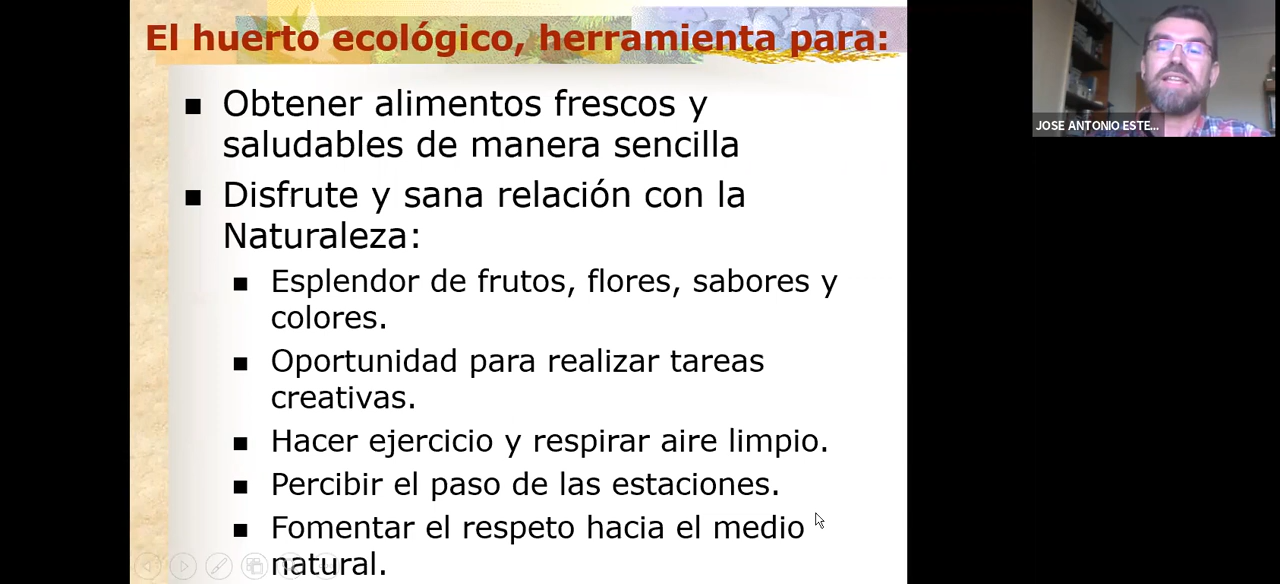 El huerto ecológico, herramienta para:
Obtener alimentos frescos y
saludables de manera sencilla
Disfrute y sana relación con la
Naturaleza:
Esplendor de frutos, flores, sabores y
colores.
Oportunidad para realizar tareas
creativas.
Hacer ejercicio y respirar aire limpio.
Percibir el paso de las estaciones.
Fomentar el respeto hacia el medio
natural.
JOSE ANTONIO ESTE...